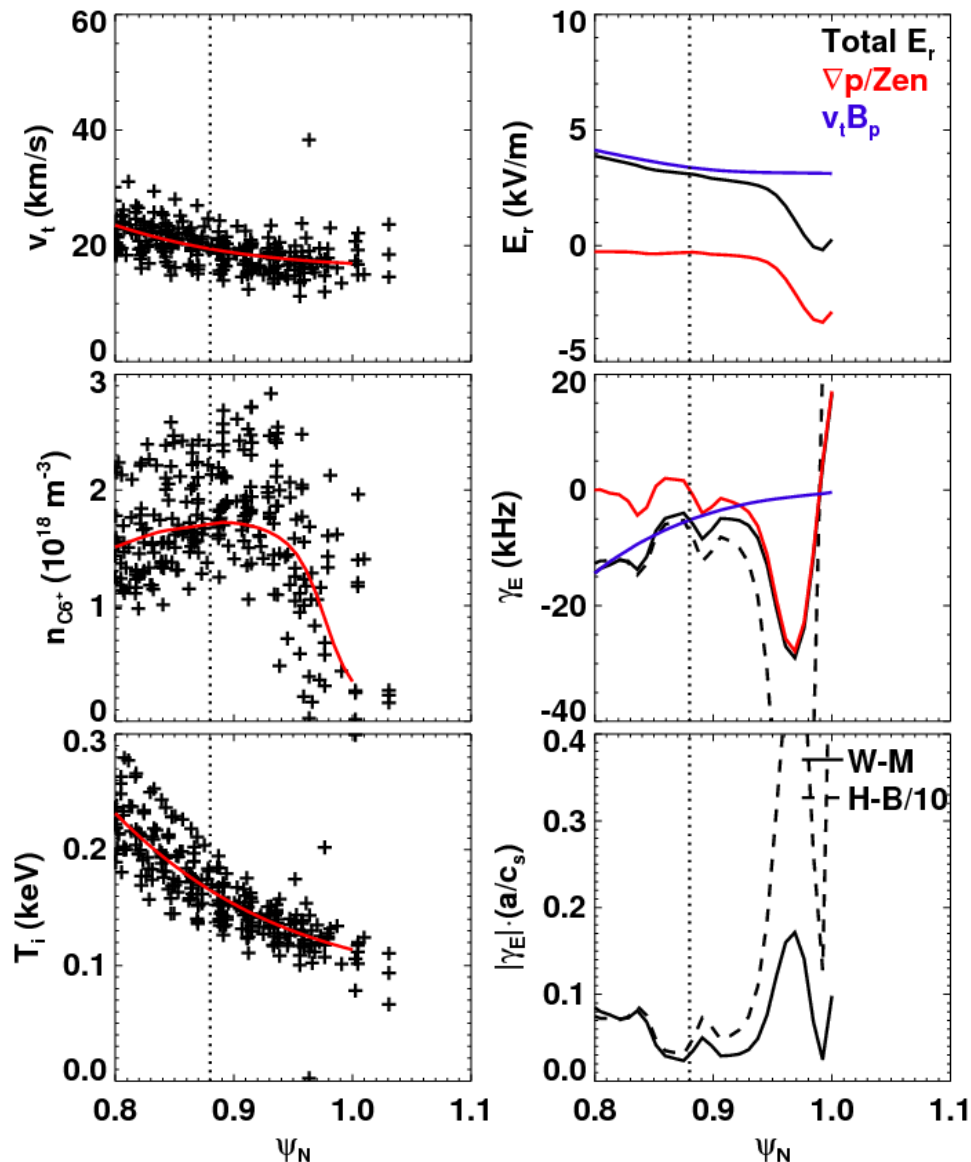 60
40
20
0
v_t (km/s)
10
5
0
-5
E_r (kV/m)
Total E_r
∇p/Zen
v_tB_p
3
2
1
0
n_C6+ (10^18 m^-3)
20
0
-20
-40
γ_E (kHz)
0.3
0.2
0.1
0.0
T_i (keV)
0.8 0.9 1.0 1.1
ψ_N
0.4
0.3
0.2
0.1
0.0
|γ_E|·(a/c_s)
W-M
H-B/10
0.8 0.9 1.0 1.1
ψ_N